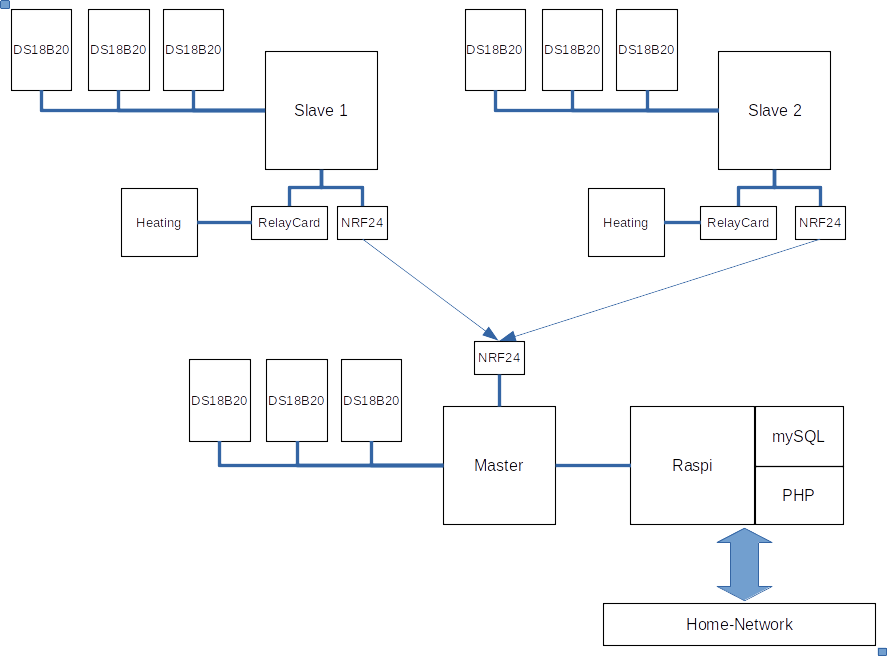 DS18B20 DS18B20 DS18B20
Slave 1
Heating RelayCard NRF24
DS18B20 DS18B20 DS18B20
Slave 2
Heating RelayCard NRF24
NRF24
DS18B20 DS18B20 DS18B20
Master
Raspi
mySQL
PHP
Home-Network